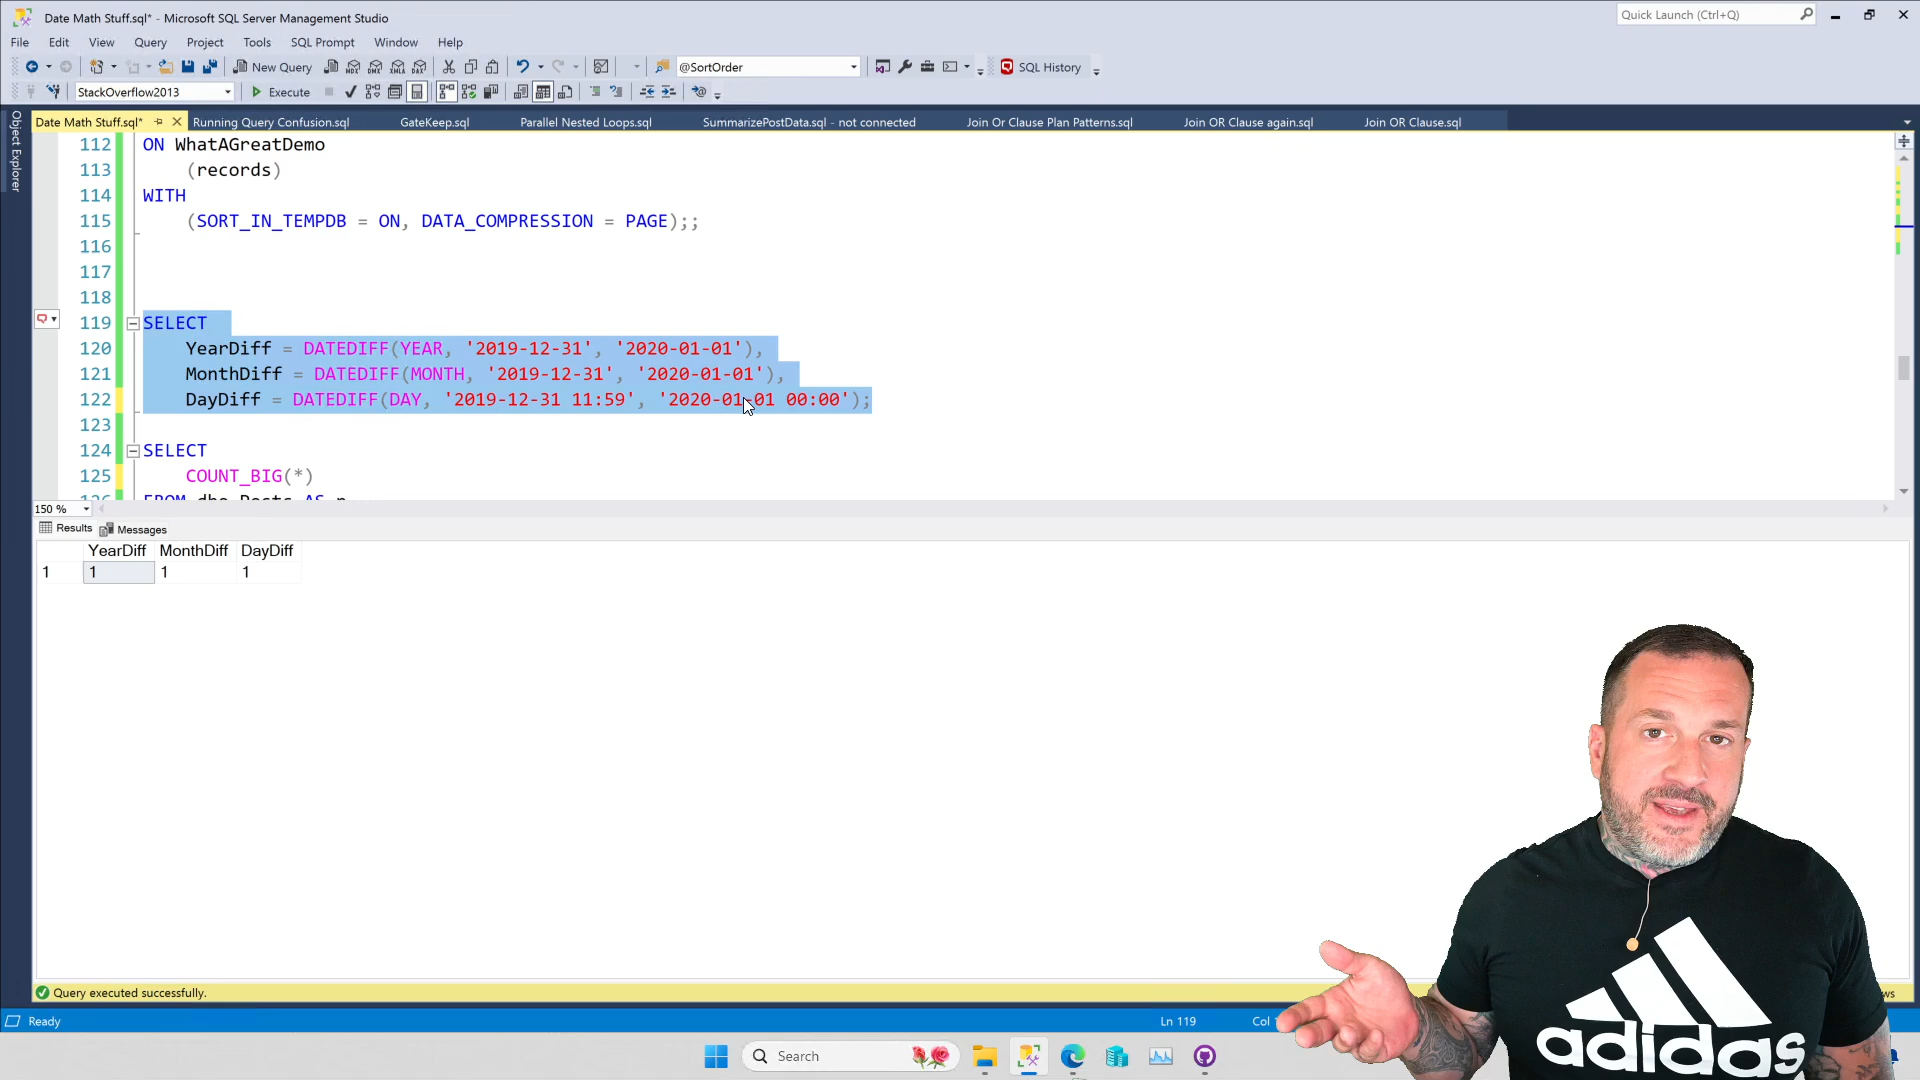 Date Math Stuff.sql* - Microsoft SQL Server Management Studio
Quick Launch (Ctrl+Q)
File Edit View Query Project Tools SQL Prompt Window Help
New Query
@SortOrder
SQL History
StackOverflow2013
Execute
Date Math Stuff.sql* Running Query Confusion.sql GateKeep.sql Parallel Nested Loops.sql SummarizePostData.sql - not connected Join Or Clause Plan Patterns.sql Join OR Clause again.sql Join OR Clause.sql
Object Explorer
112 ON WhatAGreatDemo
113 (records)
114 WITH
115 (SORT_IN_TEMPDB = ON, DATA_COMPRESSION = PAGE);;
116
117
118
119 SELECT
120 YearDiff = DATEDIFF(YEAR, '2019-12-31', '2020-01-01'),
121 MonthDiff = DATEDIFF(MONTH, '2019-12-31', '2020-01-01'),
122 DayDiff = DATEDIFF(DAY, '2019-12-31 11:59', '2020-01-01 00:00');
123
124 SELECT
125 COUNT_BIG(*)
126 FROM dbo.Posts AS p
150 %
Results Messages
YearDiff MonthDiff DayDiff
1 1 1 1
Query executed successfully.
Ready
Ln 119
Col
Search
adidas